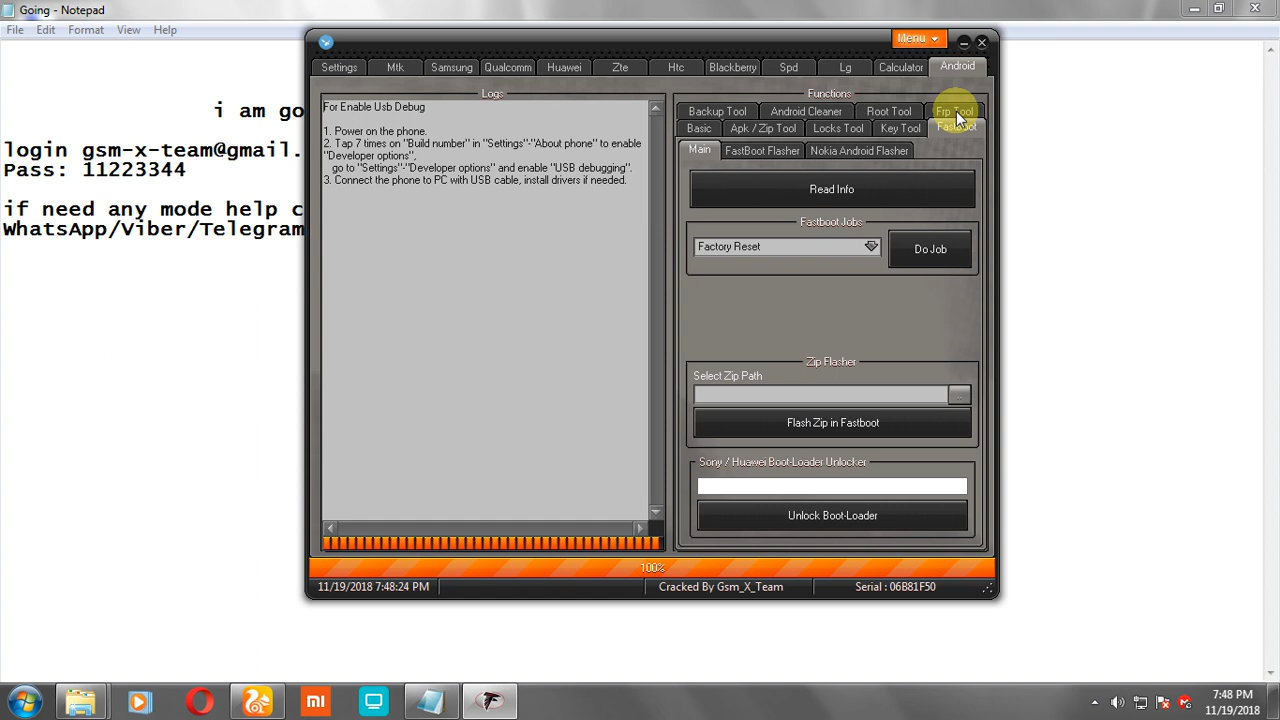 Going - Notepad
File Edit Format View Help
i am go
login gsm-x-team@gmail.
Pass: 11223344
if need any mode help c
WhatsApp/Viber/Telegram
Menu
Settings Mtk Samsung Qualcomm Huawei Zte Htc Blackberry Spd Lg Calculator Android
Logs
For Enable Usb Debug
1. Power on the phone.
2. Tap 7 times on "Build number" in "Settings"-"About phone" to enable
"Developer options",
go to "Settings"-"Developer options" and enable "USB debugging".
3. Connect the phone to PC with USB cable, install drivers if needed.
Functions
Backup Tool Android Cleaner Root Tool Frp Tool
Basic Apk / Zip Tool Locks Tool Key Tool FastBoot
Main FastBoot Flasher Nokia Android Flasher
Read Info
Fastboot Jobs
Factory Reset Do Job
Zip Flasher
Select Zip Path
..
Flash Zip in Fastboot
Sony / Huawei Boot-Loader Unlocker
Unlock Boot-Loader
100%
11/19/2018 7:48:24 PM Cracked By Gsm_X_Team Serial : 06B81F50
mi
7:48 PM
11/19/2018